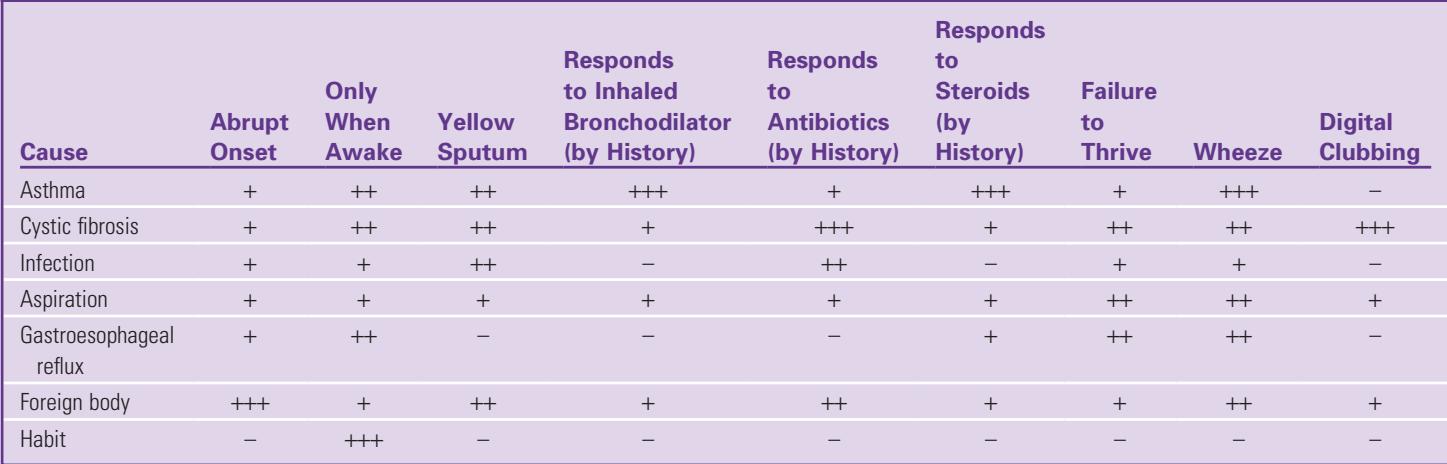 Cause Abrupt Onset Only When Awake Yellow Sputum Responds to Inhaled Bronchodilator (by History) Responds to Antibiotics (by History) Responds to Steroids (by History) Failure to Thrive Wheeze Digital Clubbing
Asthma + ++ ++ +++ + +++ + +++ –
Cystic fibrosis + ++ ++ + +++ + ++ ++ +++
Infection + + ++ – ++ – + + –
Aspiration + + + + + + ++ ++ +
Gastroesophageal reflux + ++ – – – + ++ ++ –
Foreign body +++ + ++ + ++ + + ++ +
Habit – +++ – – – – – – –